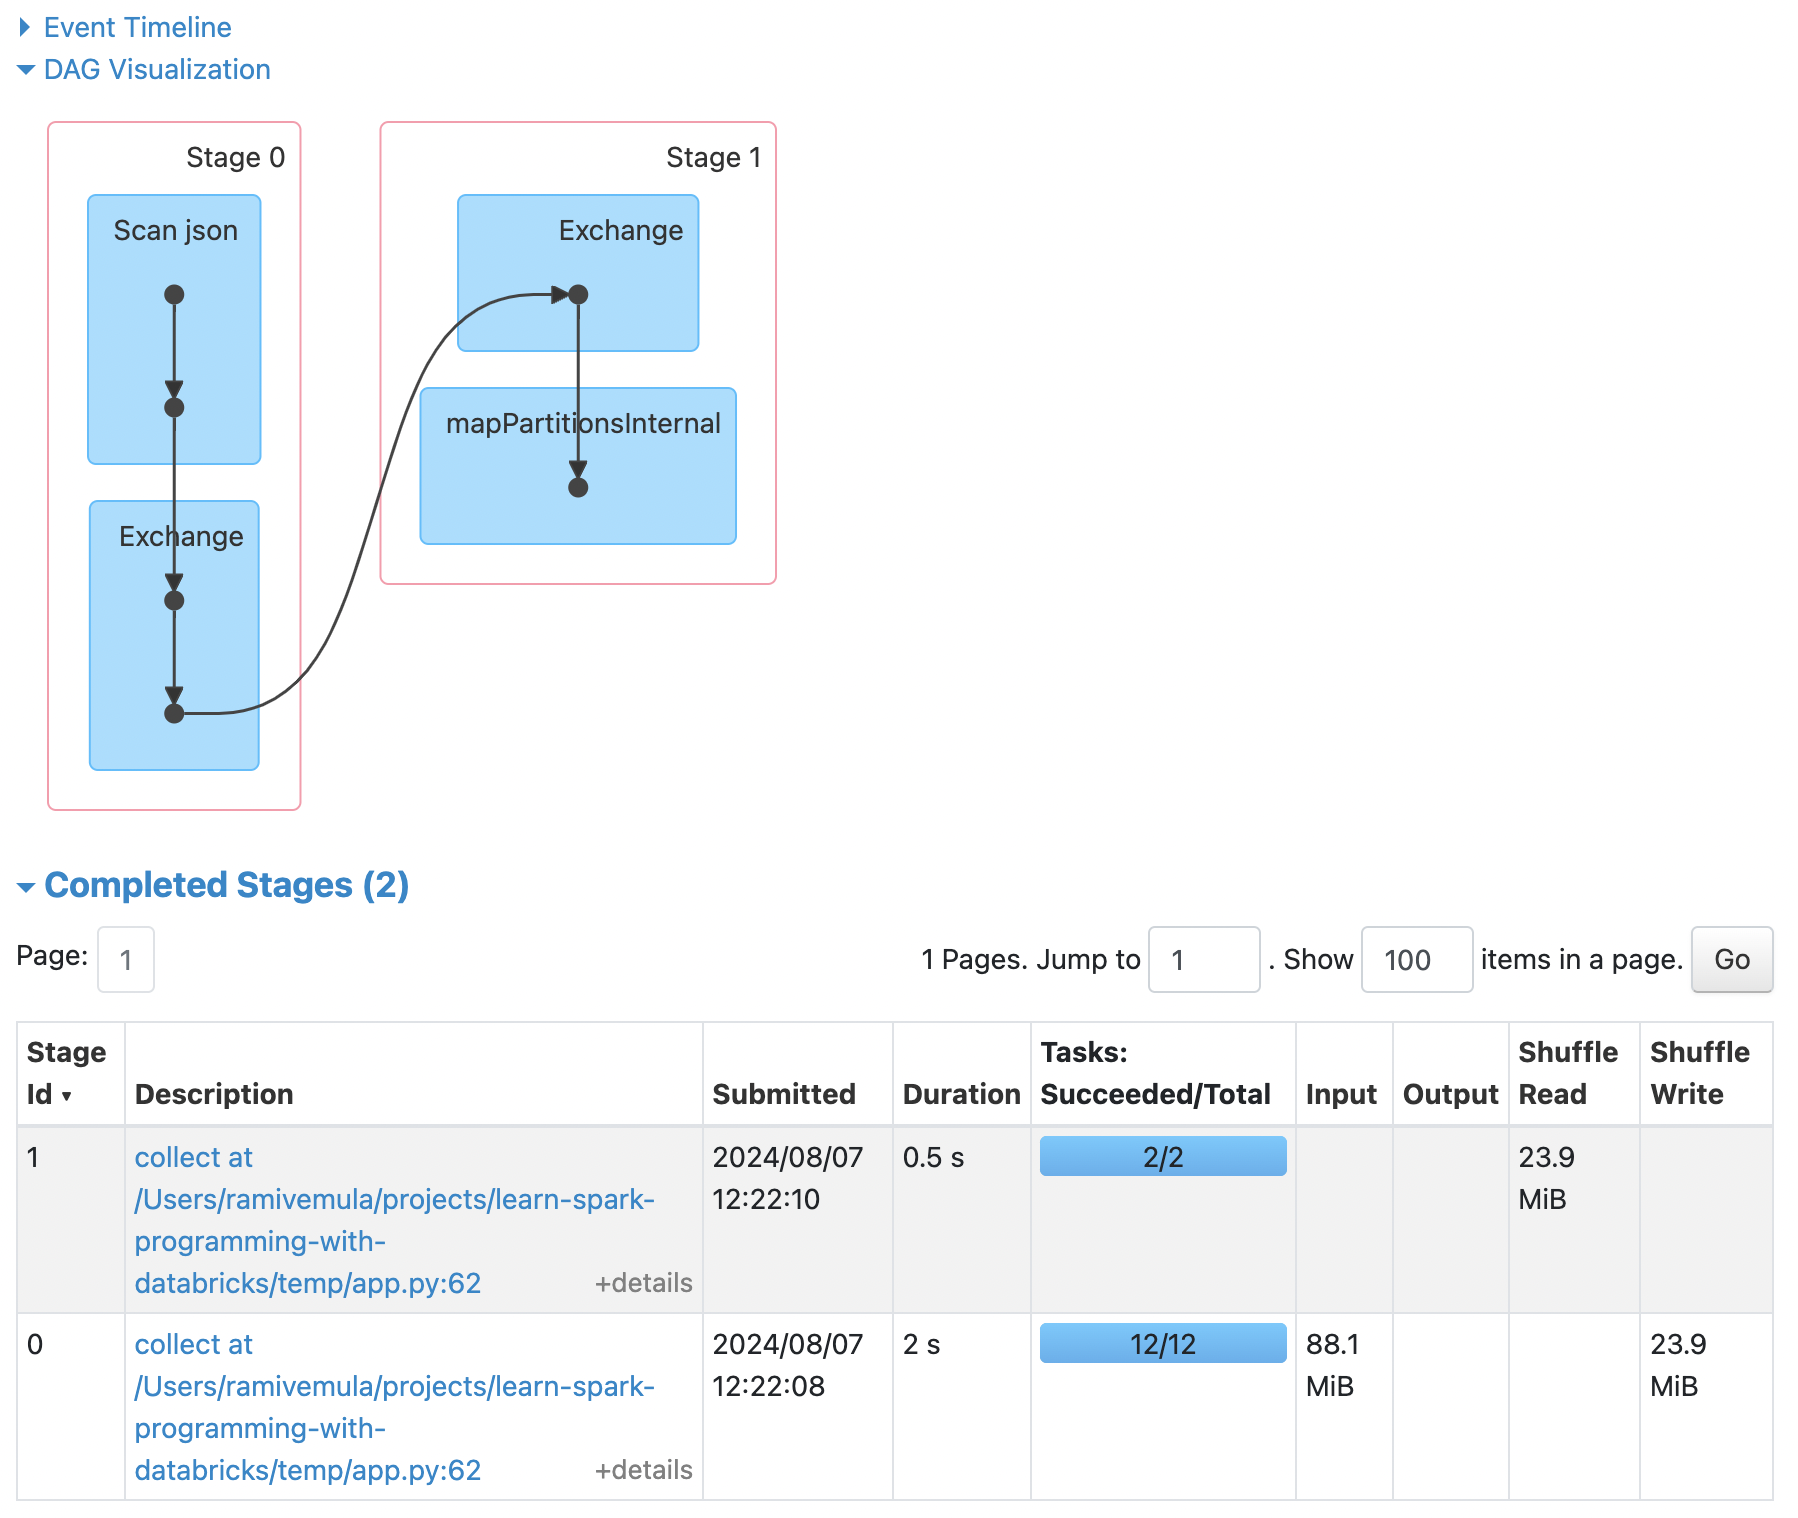 Event Timeline
DAG Visualization
Stage 0
Scan json
Exchange
Stage 1
Exchange
mapPartitionsInternal
Completed Stages (2)
Page: 1
1 Pages. Jump to 1 . Show 100 items in a page. Go
Stage Id ▾ Description Submitted Duration Tasks: Succeeded/Total Input Output Shuffle Read Shuffle Write
1 collect at 2024/08/07 0.5 s 2/2 23.9
/Users/ramivemula/projects/learn-spark- 12:22:10 MiB
programming-with-
databricks/temp/app.py:62 +details
0 collect at 2024/08/07 2 s 12/12 88.1 23.9
/Users/ramivemula/projects/learn-spark- 12:22:08 MiB MiB
programming-with-
databricks/temp/app.py:62 +details